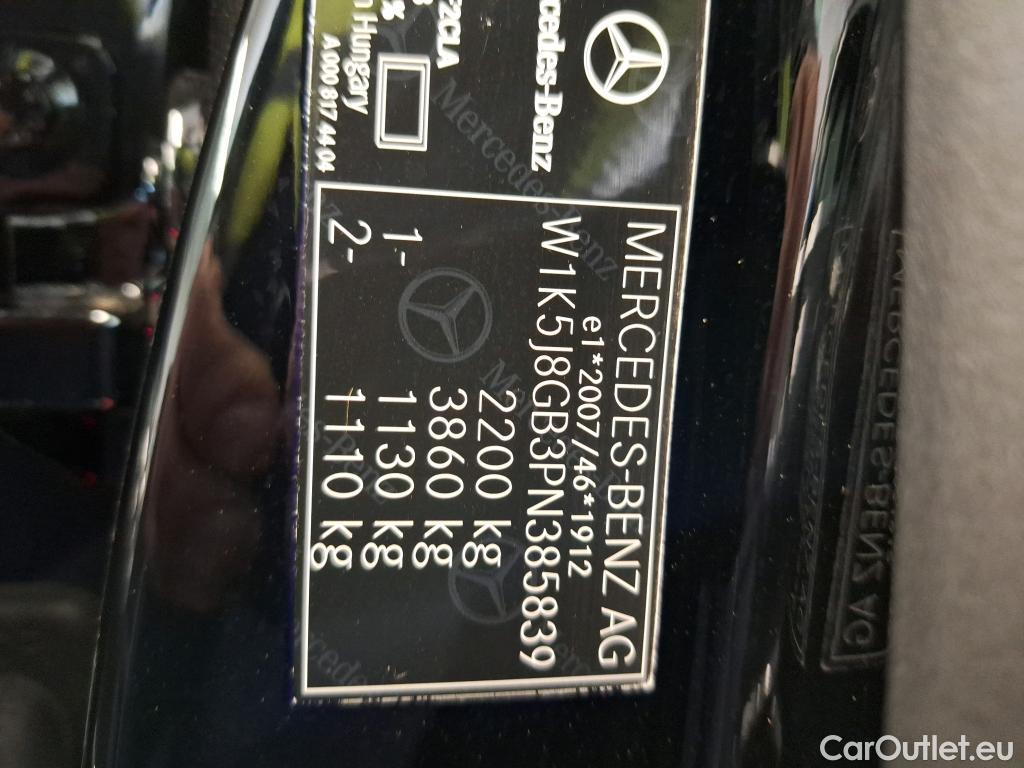 MERCEDES-BENZ AG
e1*2007/46*1912
W1K5J8GB3PN385839
2200 kg
3860 kg
1- 1130 kg
2- 1110 kg
Mercedes-Benz
Hungary
A 000 817 44 04
CarOutlet.eu